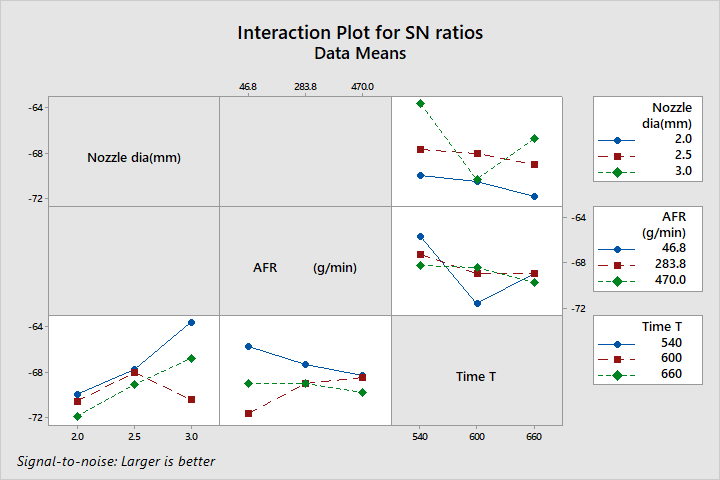 Interaction Plot for SN ratios
Data Means
46.8 283.8 470.0
-64
-68
-72
Nozzle dia(mm)
Nozzle
dia(mm)
2.0
2.5
3.0
AFR (g/min)
-64
-68
-72
AFR
(g/min)
46.8
283.8
470.0
-64
-68
-72
Time T
Time T
540
600
660
2.0 2.5 3.0
540 600 660
Signal-to-noise: Larger is better